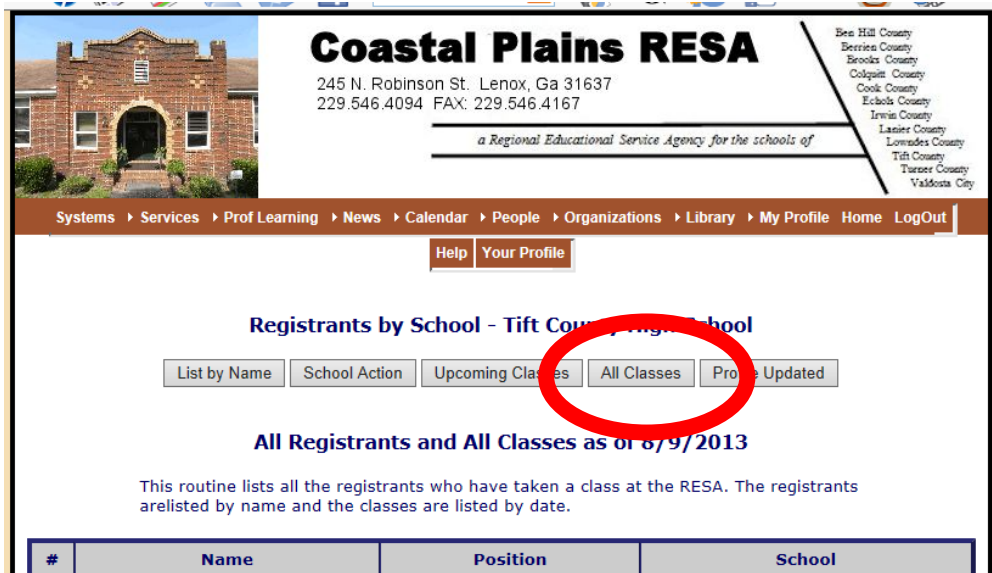 Coastal Plains RESA
245 N. Robinson St. Lenox, Ga 31637
229.546.4094 FAX: 229.546.4167
a Regional Educational Service Agency for the schools of
Ben Hill County
Berrien County
Brooks County
Colquitt County
Cook County
Echols County
Irwin County
Lanier County
Lowndes County
Tift County
Turner County
Valdosta City
Systems Services Prof Learning News Calendar People Organizations Library My Profile Home LogOut
Help Your Profile
Registrants by School - Tift County High School
List by Name School Action Upcoming Classes All Classes Profile Updated
All Registrants and All Classes as of 8/9/2013
This routine lists all the registrants who have taken a class at the RESA. The registrants
arelisted by name and the classes are listed by date.
# Name Position School